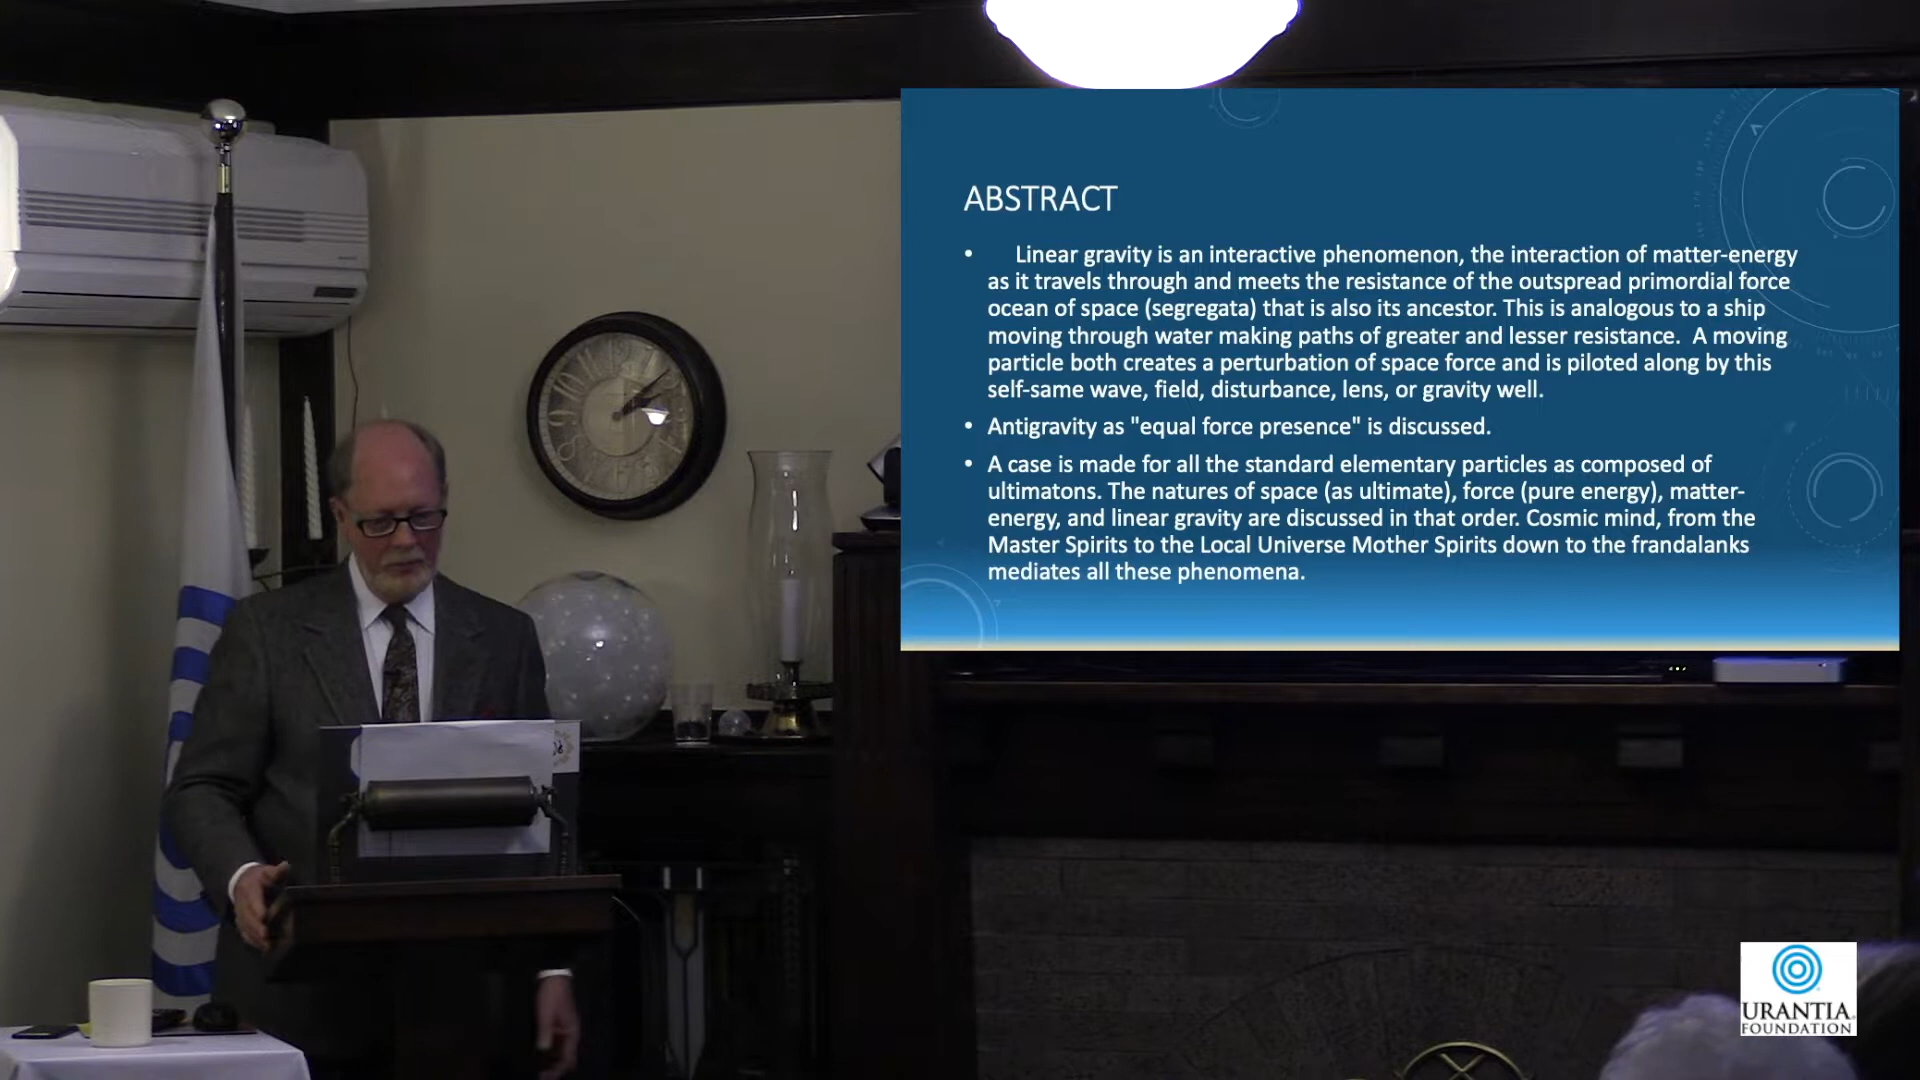 ABSTRACT
• Linear gravity is an interactive phenomenon, the interaction of matter-energy
as it travels through and meets the resistance of the outspread primordial force
ocean of space (segregata) that is also its ancestor. This is analogous to a ship
moving through water making paths of greater and lesser resistance. A moving
particle both creates a perturbation of space force and is piloted along by this
self-same wave, field, disturbance, lens, or gravity well.
• Antigravity as "equal force presence" is discussed.
• A case is made for all the standard elementary particles as composed of
ultimatons. The natures of space (as ultimate), force (pure energy), matter-
energy, and linear gravity are discussed in that order. Cosmic mind, from the
Master Spirits to the Local Universe Mother Spirits down to the frandalanks
mediates all these phenomena.
URANTIA
FOUNDATION